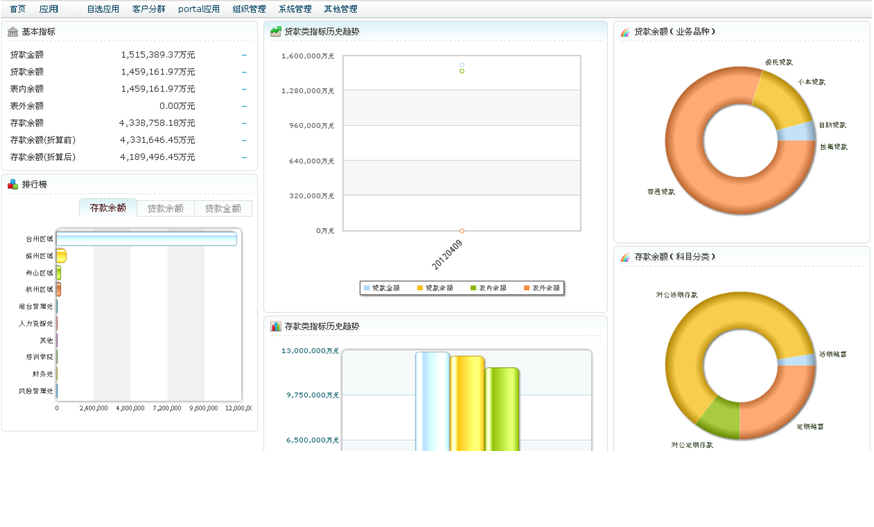 首页 应用 自选应用 客户分群 portal应用 组织管理 系统管理 其他管理
基本指标
贷款金额 1,515,389.37万元 --
贷款余额 1,459,161.97万元 --
表内余额 1,459,161.97万元 --
表外余额 0.00万元 --
存款余额 4,338,758.18万元 --
存款余额(折算前) 4,331,646.45万元 --
存款余额(折算后) 4,189,496.45万元 --
排行榜
存款余额 贷款余额 贷款金额
台州区域
温州区域
舟山区域
杭州区域
人力资源处
其他
培训学院
财务处
风险管理处
0 2,400,000 4,800,000 7,200,000 9,600,000 12,000,0X
贷款类指标历史趋势
1,600,000万元
1,280,000万元
960,000万元
640,000万元
320,000万元
0万元
20120409
贷款金额 贷款余额 表内余额 表外余额
存款类指标历史趋势
13,000,000万元
9,750,000万元
6,500,000万元
贷款余额（业务品种）
委托贷款
小本贷款
自助贷款
按揭贷款
普通贷款
存款余额（科目分类）
对公活期存款
活期储蓄
定期储蓄
对公定期存款